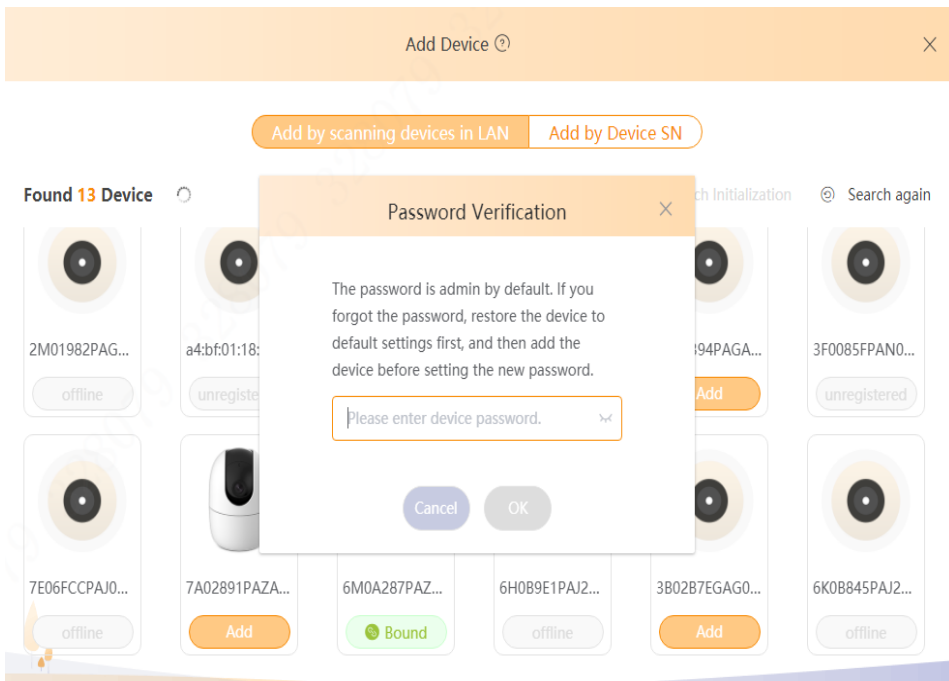 Add Device
Add by scanning devices in LAN
Add by Device SN
Found 13 Device
ch Initialization
Search again
Password Verification
The password is admin by default. If you
forgot the password, restore the device to
default settings first, and then add the
device before setting the new password.
Please enter device password.
Cancel
OK
2M01982PAG...
a4:bf:01:18:
394PAGA...
3F0085FPAN0...
offline
unregiste
Add
unregistered
7E06FCCPAJ0...
7A02891PAZA...
6M0A287PAZ...
6H0B9E1PAJ2...
3B02B7EGAG0...
6K0B845PAJ2...
offline
Add
Bound
offline
Add
offline